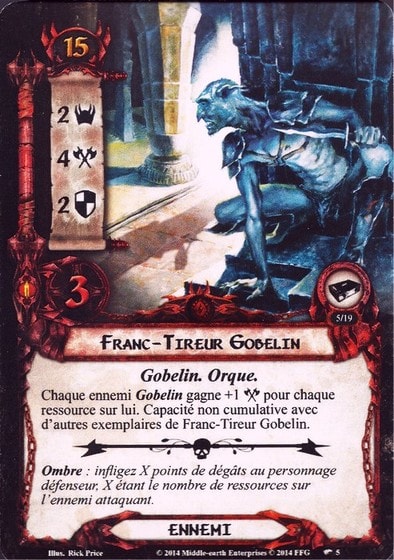 15
2
4
2
3
5/19
Franc-Tireur Gobelin
Gobelin. Orque.
Chaque ennemi Gobelin gagne +1 pour chaque
ressource sur lui. Capacité non cumulative avec
d'autres exemplaires de Franc-Tireur Gobelin.
Ombre : infligez X points de dégâts au personnage
défenseur, X étant le nombre de ressources sur
l'ennemi attaquant.
ENNEMI
Illus. Rick Price © 2014 Middle-earth Enterprises © 2014 FFG 5